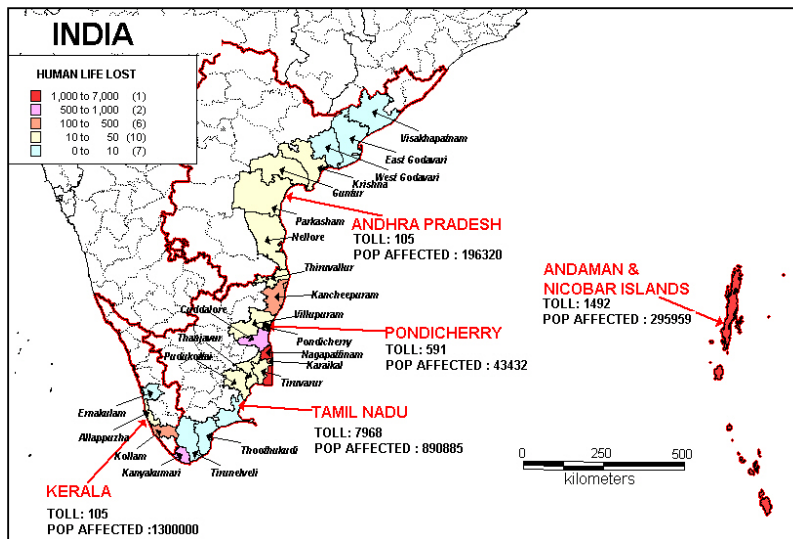 INDIA
HUMAN LIFE LOST
1,000 to 7,000 (1)
500 to 1,000 (2)
100 to 500 (6)
10 to 50 (10)
0 to 10 (7)
Visakhapatnam
East Godavari
West Godavari
Krishna
Guntur
ANDHRA PRADESH
TOLL: 105
POP AFFECTED : 196320
Parkasham
Nellore
Thiruvallur
Kancheepuram
ANDAMAN &
NICOBAR ISLANDS
TOLL: 1492
POP AFFECTED : 295959
Cuddalore
Villupuram
PONDICHERRY
TOLL: 591
POP AFFECTED: 43432
Thanjavur
Pondicherry
Pudukottai
Nagapattinam
Karaikal
Tiruvarur
TAMIL NADU
TOLL: 7968
POP AFFECTED : 890885
Ernakulam
Allappuzha
Kollam
Kanyakumari
Tirunelveli
Thoothukudi
KERALA
TOLL: 105
POP AFFECTED :1300000
0 250 500
kilometers